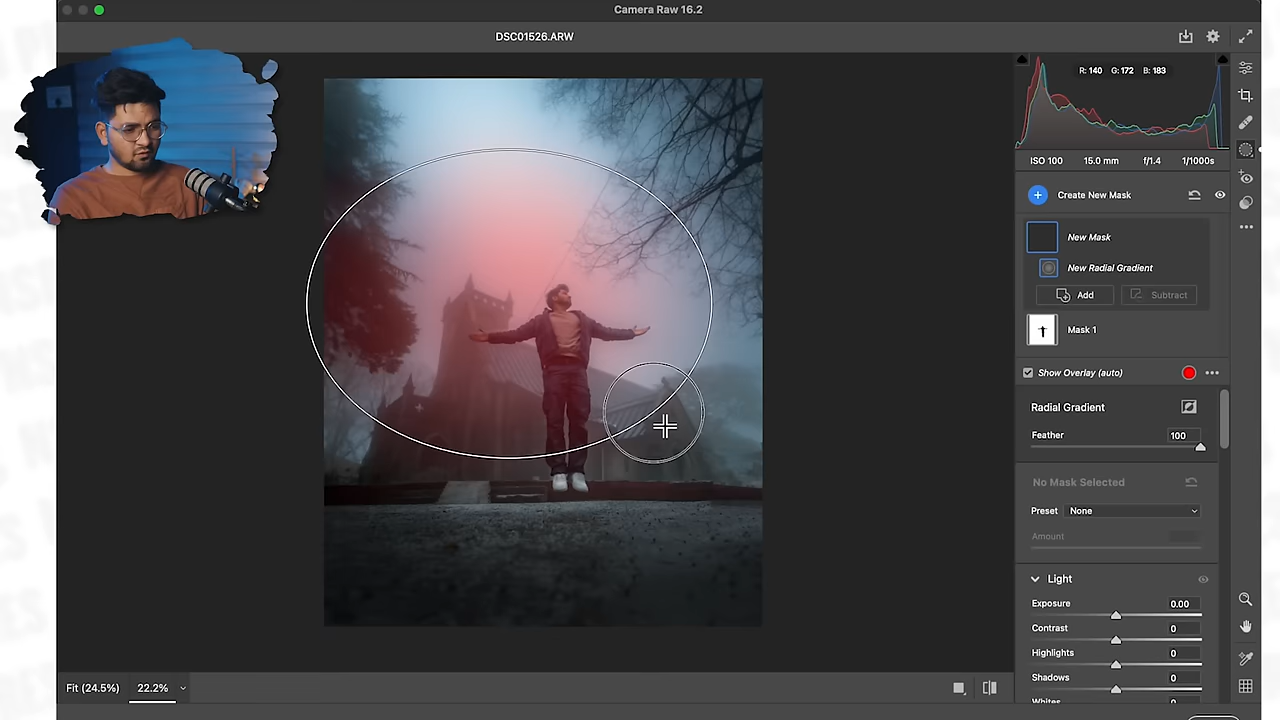 Camera Raw 16.2
DSC01526.ARW
R: 140 G: 172 B: 183
ISO 100 15.0 mm f/1.4 1/1000s
Create New Mask
New Mask
New Radial Gradient
Add Subtract
Mask 1
Show Overlay (auto)
Radial Gradient
Feather 100
No Mask Selected
Preset None
Amount
Light
Exposure 0.00
Contrast 0
Highlights 0
Shadows 0
Whites 0
Fit (24.5%) 22.2%